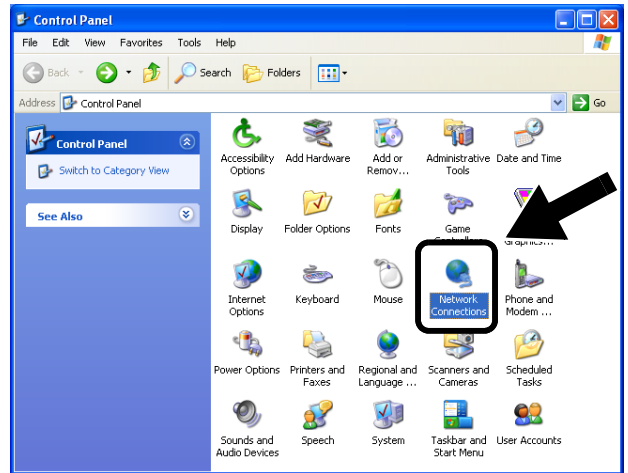 Control Panel
File Edit View Favorites Tools Help
Back Search Folders
Address Control Panel Go
Control Panel
Switch to Category View
See Also
Accessibility Options
Add Hardware
Add or Remov...
Administrative Tools
Date and Time
Display
Folder Options
Fonts
Game Controllers
Graphics...
Internet Options
Keyboard
Mouse
Network Connections
Phone and Modem ...
Power Options
Printers and Faxes
Regional and Language ...
Scanners and Cameras
Scheduled Tasks
Sounds and Audio Devices
Speech
System
Taskbar and Start Menu
User Accounts